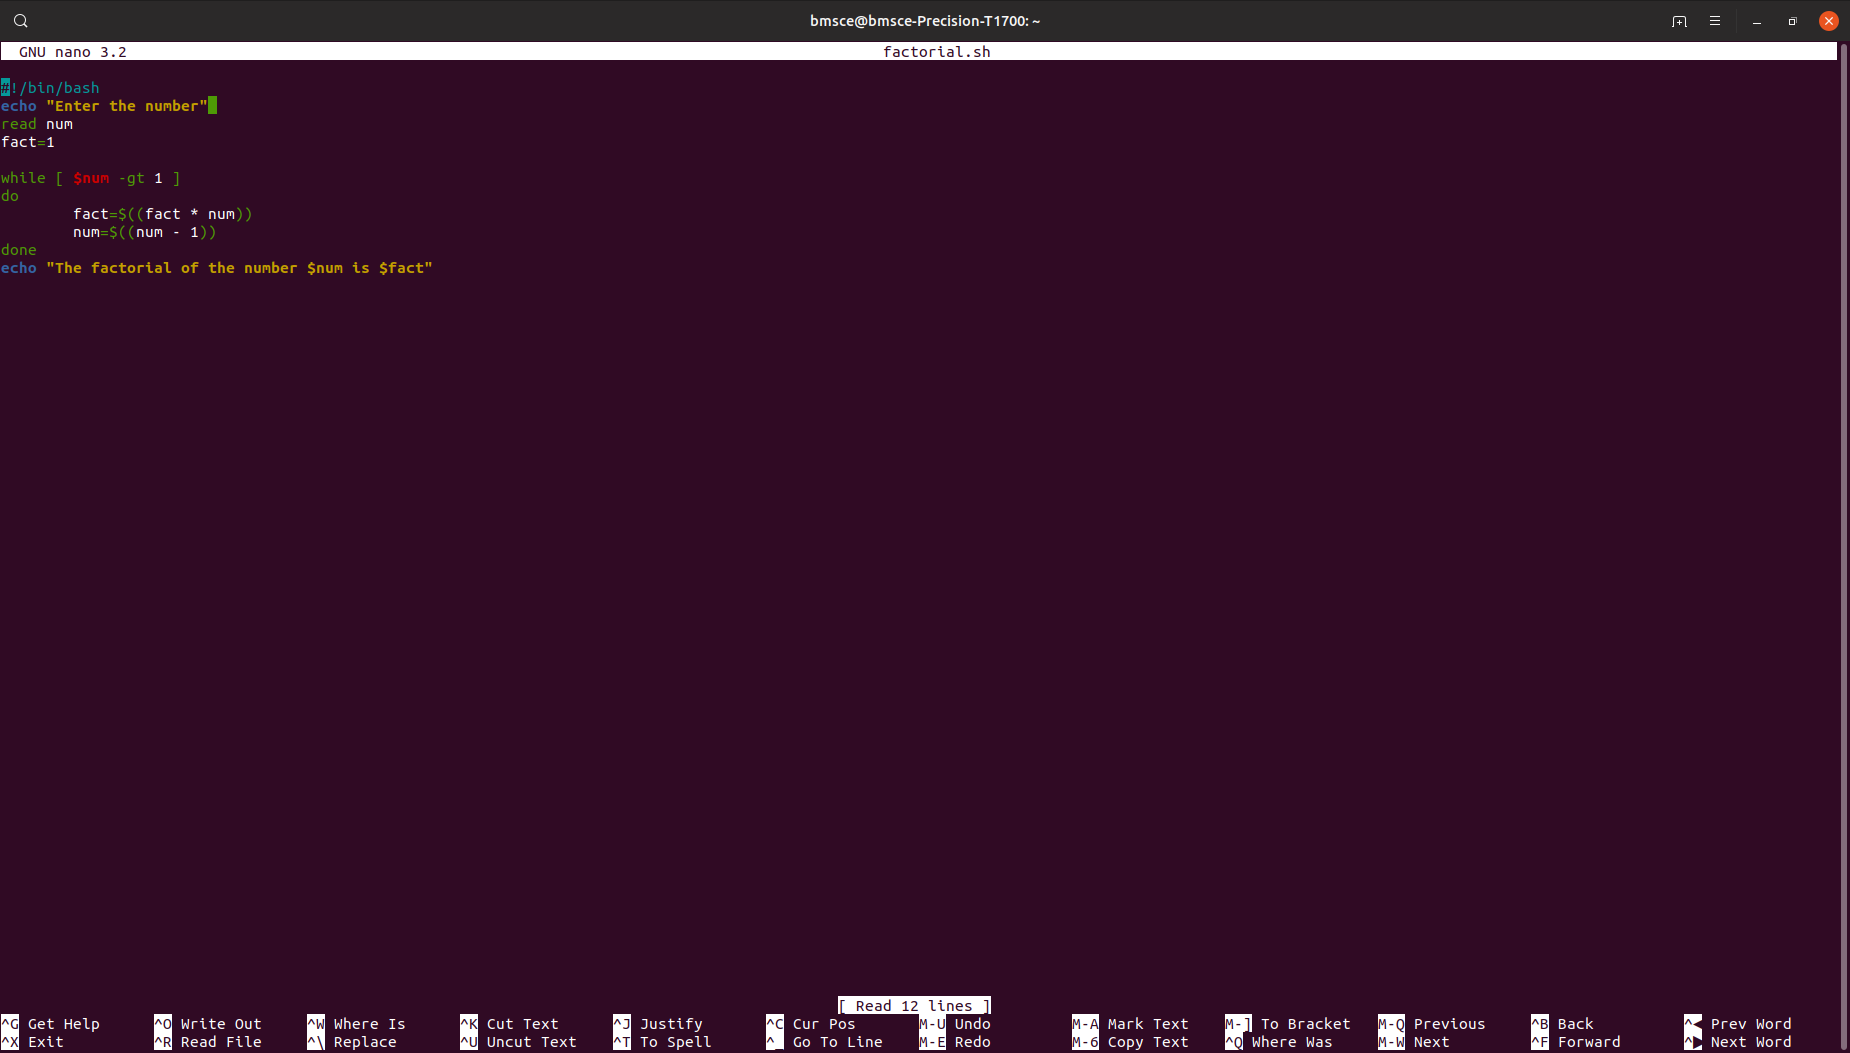 bmsce@bmsce-Precision-T1700: ~
GNU nano 3.2 factorial.sh
#!/bin/bash
echo "Enter the number"
read num
fact=1
while [ $num -gt 1 ]
do
fact=$((fact * num))
num=$((num - 1))
done
echo "The factorial of the number $num is $fact"
[ Read 12 lines ]
^G Get Help ^O Write Out ^W Where Is ^K Cut Text ^J Justify ^C Cur Pos M-U Undo M-A Mark Text M-] To Bracket M-Q Previous ^B Back ^◀ Prev Word
^X Exit ^R Read File ^\ Replace ^U Uncut Text ^T To Spell ^_ Go To Line M-E Redo M-6 Copy Text ^Q Where Was M-W Next ^F Forward ^▶ Next Word